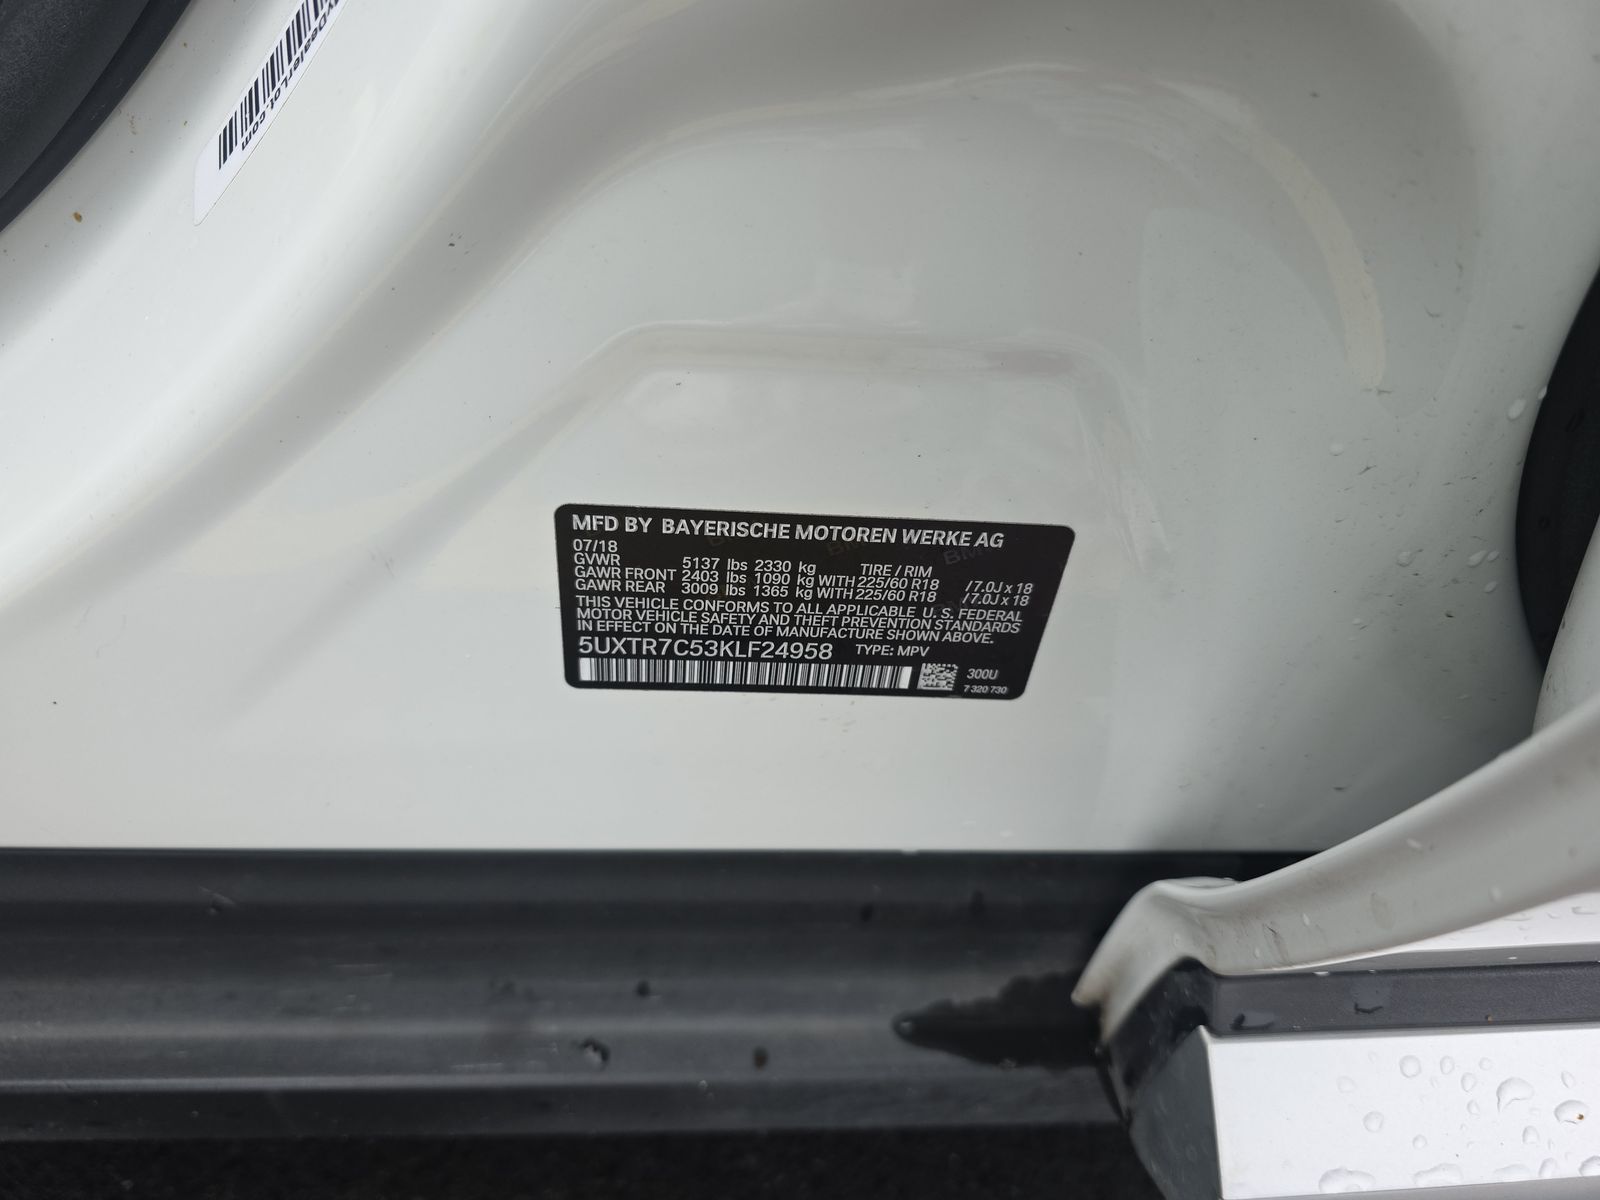 yDealerLot.com
MFD BY BAYERISCHE MOTOREN WERKE AG
07/18
GVWR 5137 lbs 2330 kg TIRE / RIM
GAWR FRONT 2403 lbs 1090 kg WITH 225/60 R18 / 7.0J x 18
GAWR REAR 3009 lbs 1365 kg WITH 225/60 R18 / 7.0J x 18
THIS VEHICLE CONFORMS TO ALL APPLICABLE U. S. FEDERAL
MOTOR VEHICLE SAFETY AND THEFT PREVENTION STANDARDS
IN EFFECT ON THE DATE OF MANUFACTURE SHOWN ABOVE.
5UXTR7C53KLF24958 TYPE: MPV
300U
7 320 730